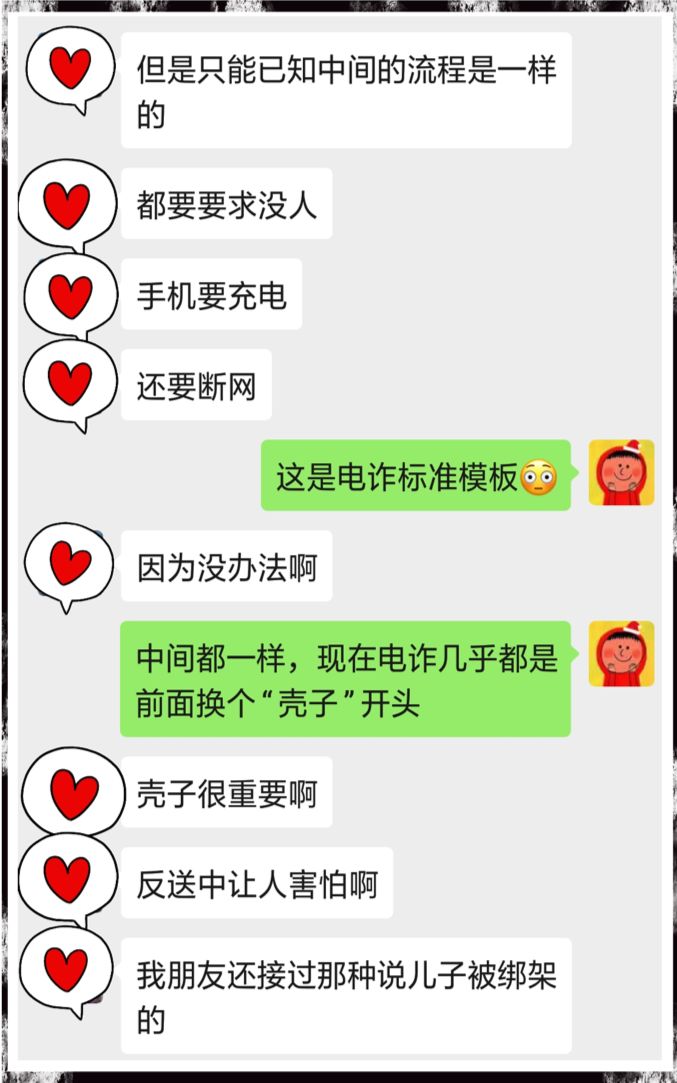 但是只能已知中间的流程是一样
的
都要要求没人
手机要充电
还要断网
这是电诈标准模板😳
因为没办法啊
中间都一样，现在电诈几乎都是
前面换个“壳子”开头
壳子很重要啊
反送中让人害怕啊
我朋友还接过那种说儿子被绑架
的